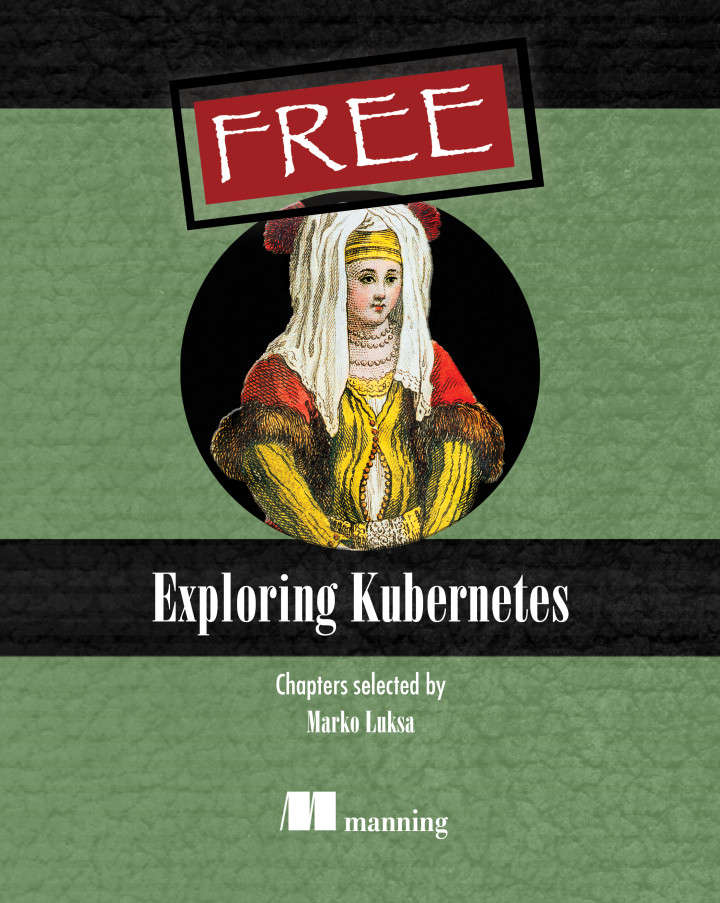 FREE
Exploring Kubernetes
Chapters selected by
Marko Luksa
manning